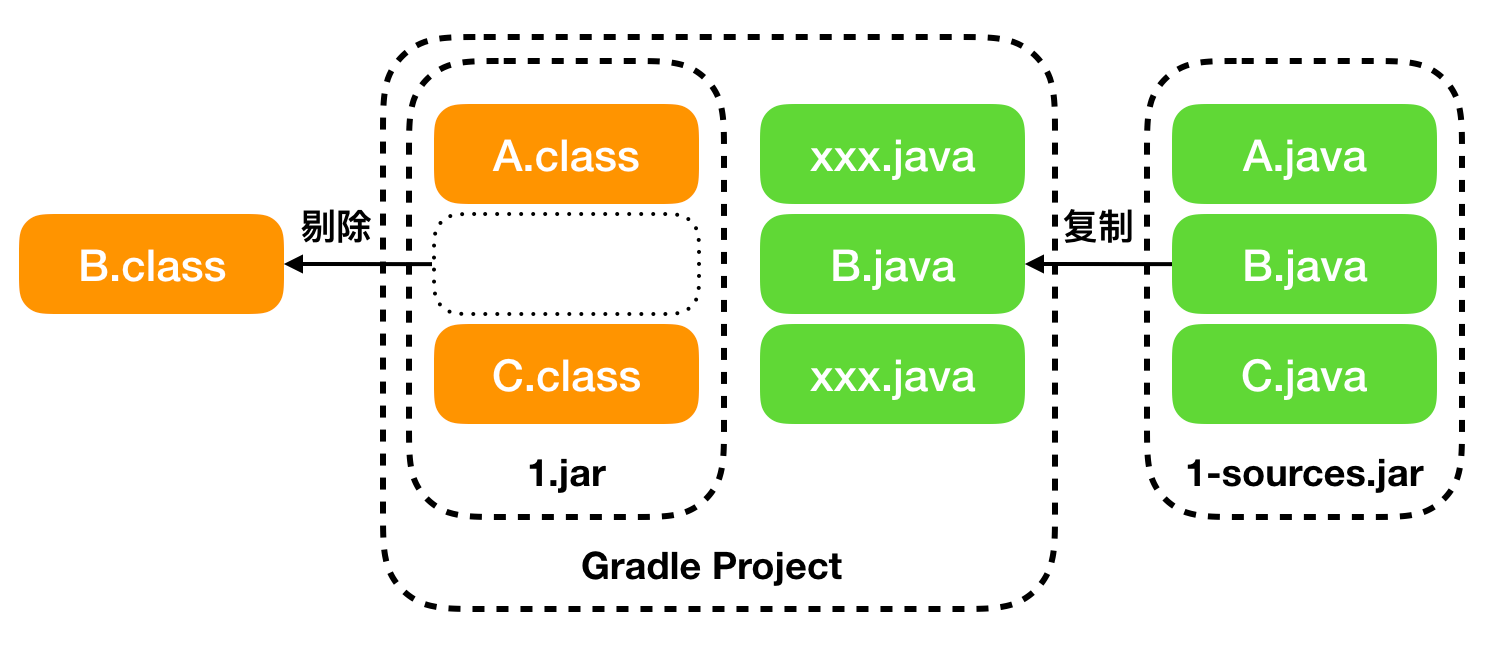 A.class
xxx.java
A.java
剔除
复制
B.class
B.java
B.java
C.class
xxx.java
C.java
1.jar
1-sources.jar
Gradle Project